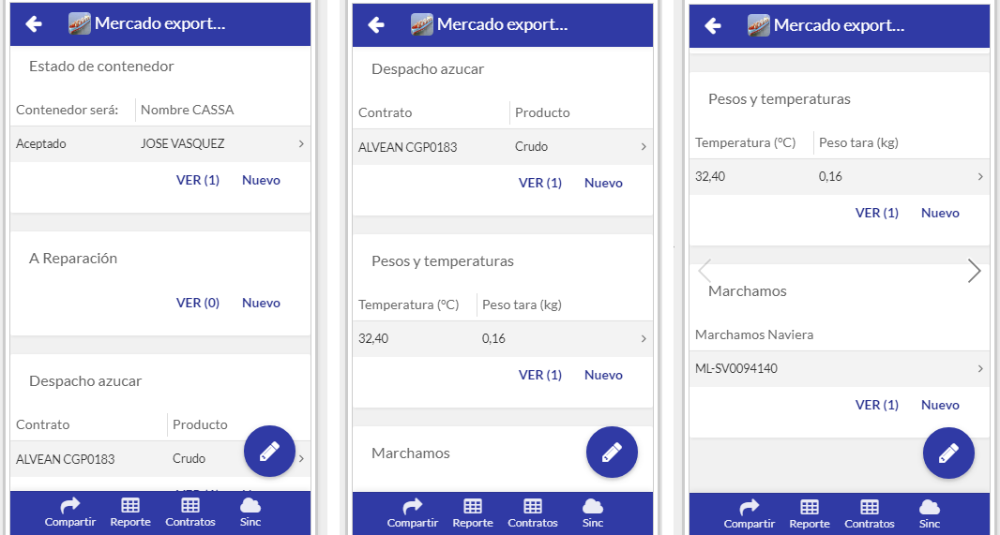 Mercado export...
Estado de contenedor
Contenedor será: Nombre CASSA
Aceptado JOSE VASQUEZ
VER (1) Nuevo
A Reparación
VER (0) Nuevo
Despacho azucar
Contrato Producto
ALVEAN CGP0183 Crudo
Compartir Reporte Contratos Sinc
Mercado export...
Despacho azucar
Contrato Producto
ALVEAN CGP0183 Crudo
VER (1) Nuevo
Pesos y temperaturas
Temperatura (ºC) Peso tara (kg)
32,40 0,16
VER (1) Nuevo
Marchamos
Compartir Reporte Contratos Sinc
Mercado export...
Pesos y temperaturas
Temperatura (ºC) Peso tara (kg)
32,40 0,16
VER (1) Nuevo
Marchamos
Marchamos Naviera
ML-SV0094140
VER (1) Nuevo
Compartir Reporte Contratos Sinc